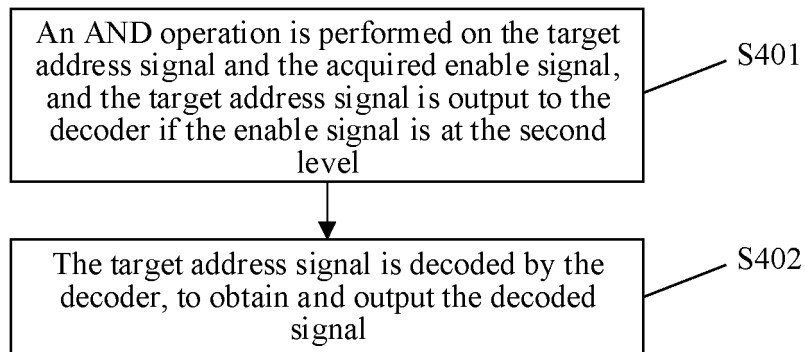 An AND operation is performed on the target
address signal and the acquired enable signal,
and the target address signal is output to the
decoder if the enable signal is at the second
level
S401
The target address signal is decoded by the
decoder, to obtain and output the decoded
signal
S402